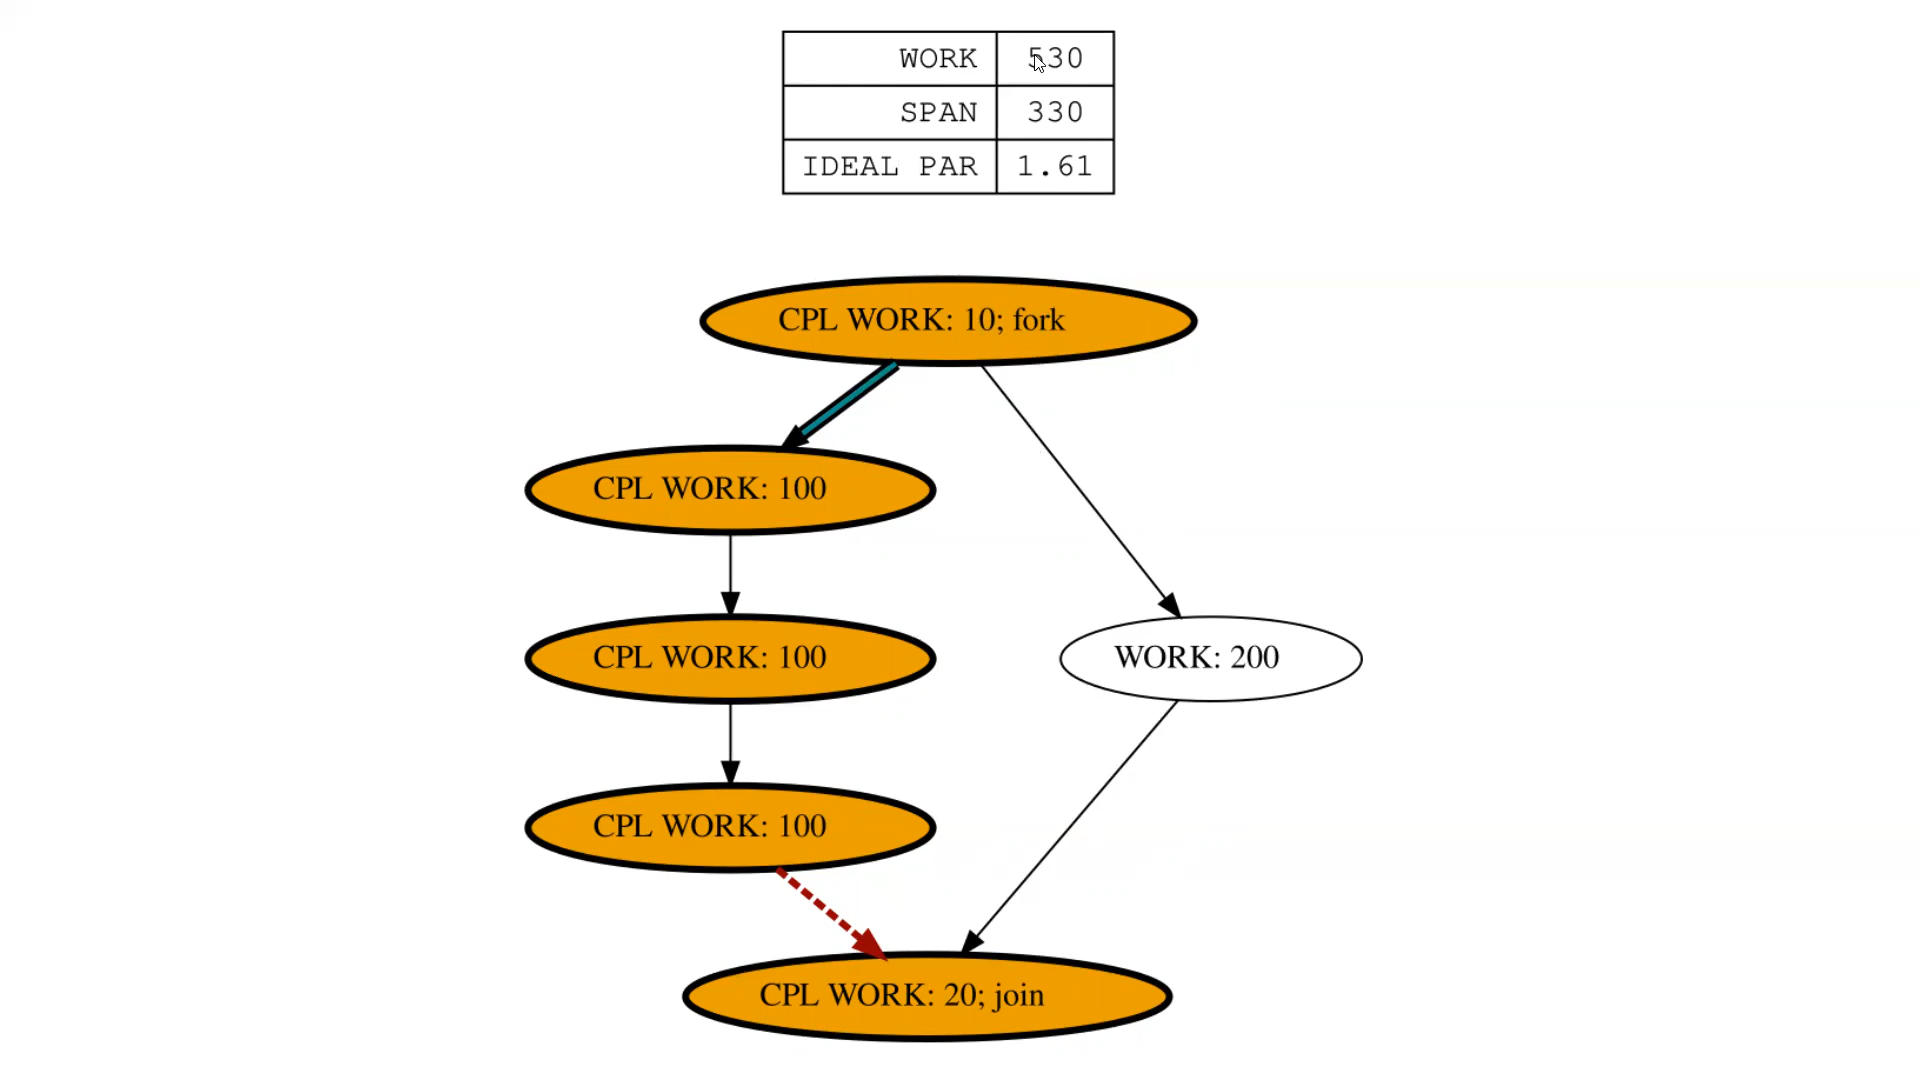 WORK 530
SPAN 330
IDEAL PAR 1.61
CPL WORK: 10; fork
CPL WORK: 100
CPL WORK: 100
WORK: 200
CPL WORK: 100
CPL WORK: 20; join